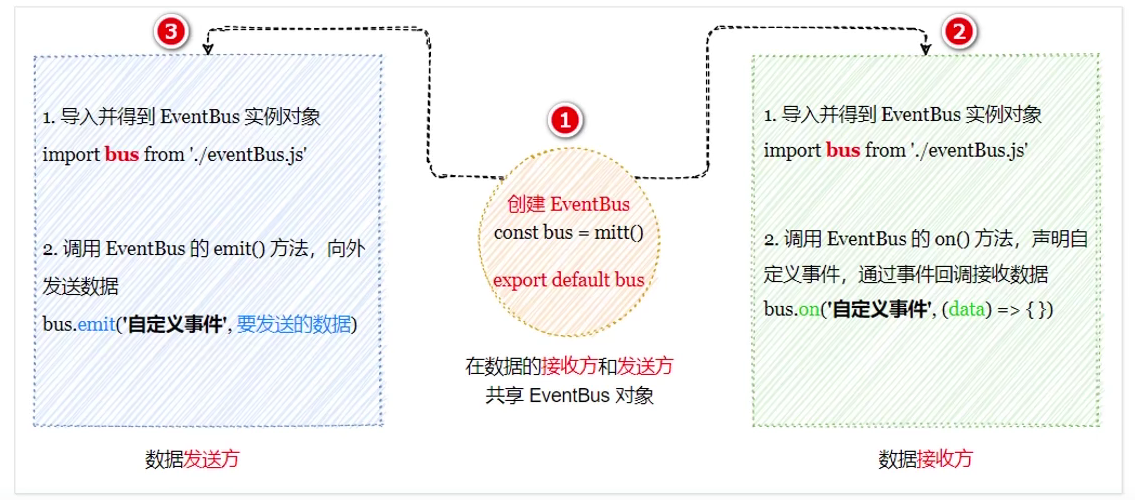 3
1. 导入并得到 EventBus 实例对象
import bus from './eventBus.js'
2. 调用 EventBus 的 emit() 方法，向外
发送数据
bus.emit('自定义事件', 要发送的数据)
数据发送方
1
创建 EventBus
const bus = mitt()
export default bus
在数据的接收方和发送方
共享 EventBus 对象
2
1. 导入并得到 EventBus 实例对象
import bus from './eventBus.js'
2. 调用 EventBus 的 on() 方法，声明自
定义事件，通过事件回调接收数据
bus.on('自定义事件', (data) => { })
数据接收方